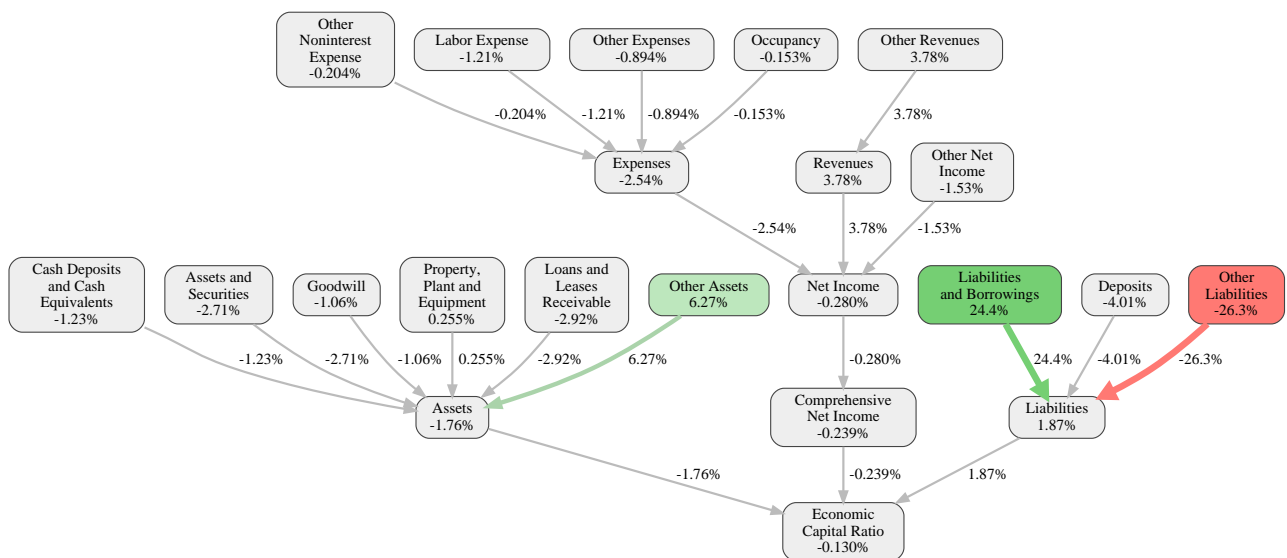 Other
Noninterest
Expense
-0.204%
Labor Expense
-1.21%
Other Expenses
-0.894%
Occupancy
-0.153%
Other Revenues
3.78%
-0.204%
-1.21%
-0.894%
-0.153%
3.78%
Expenses
-2.54%
Revenues
3.78%
Other Net
Income
-1.53%
-2.54%
3.78%
-1.53%
Cash Deposits
and Cash
Equivalents
-1.23%
Assets and
Securities
-2.71%
Goodwill
-1.06%
Property,
Plant and
Equipment
0.255%
Loans and
Leases
Receivable
-2.92%
Other Assets
6.27%
Net Income
-0.280%
Liabilities
and Borrowings
24.4%
Deposits
-4.01%
Other
Liabilities
-26.3%
-1.23%
-2.71%
-1.06%
0.255%
-2.92%
6.27%
-0.280%
24.4%
-4.01%
-26.3%
Assets
-1.76%
Comprehensive
Net Income
-0.239%
Liabilities
1.87%
-1.76%
-0.239%
1.87%
Economic
Capital Ratio
-0.130%